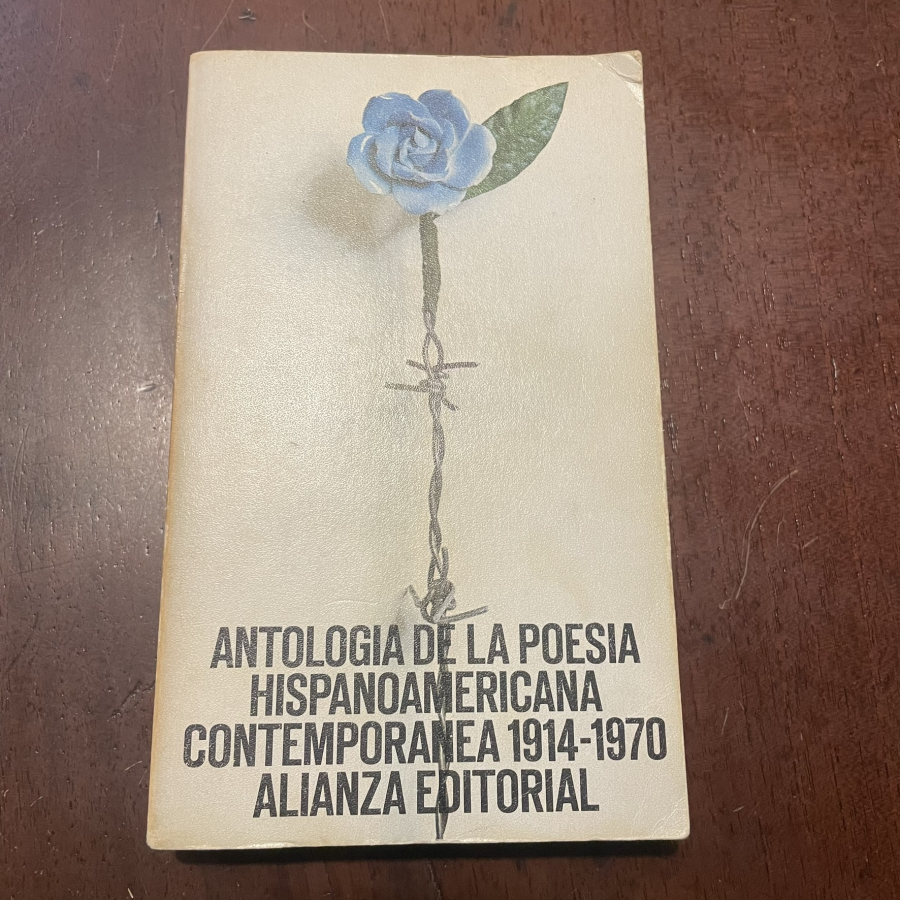 ANTOLOGIA DE LA POESIA
HISPANOAMERICANA
CONTEMPORANEA 1914-1970
ALIANZA EDITORIAL